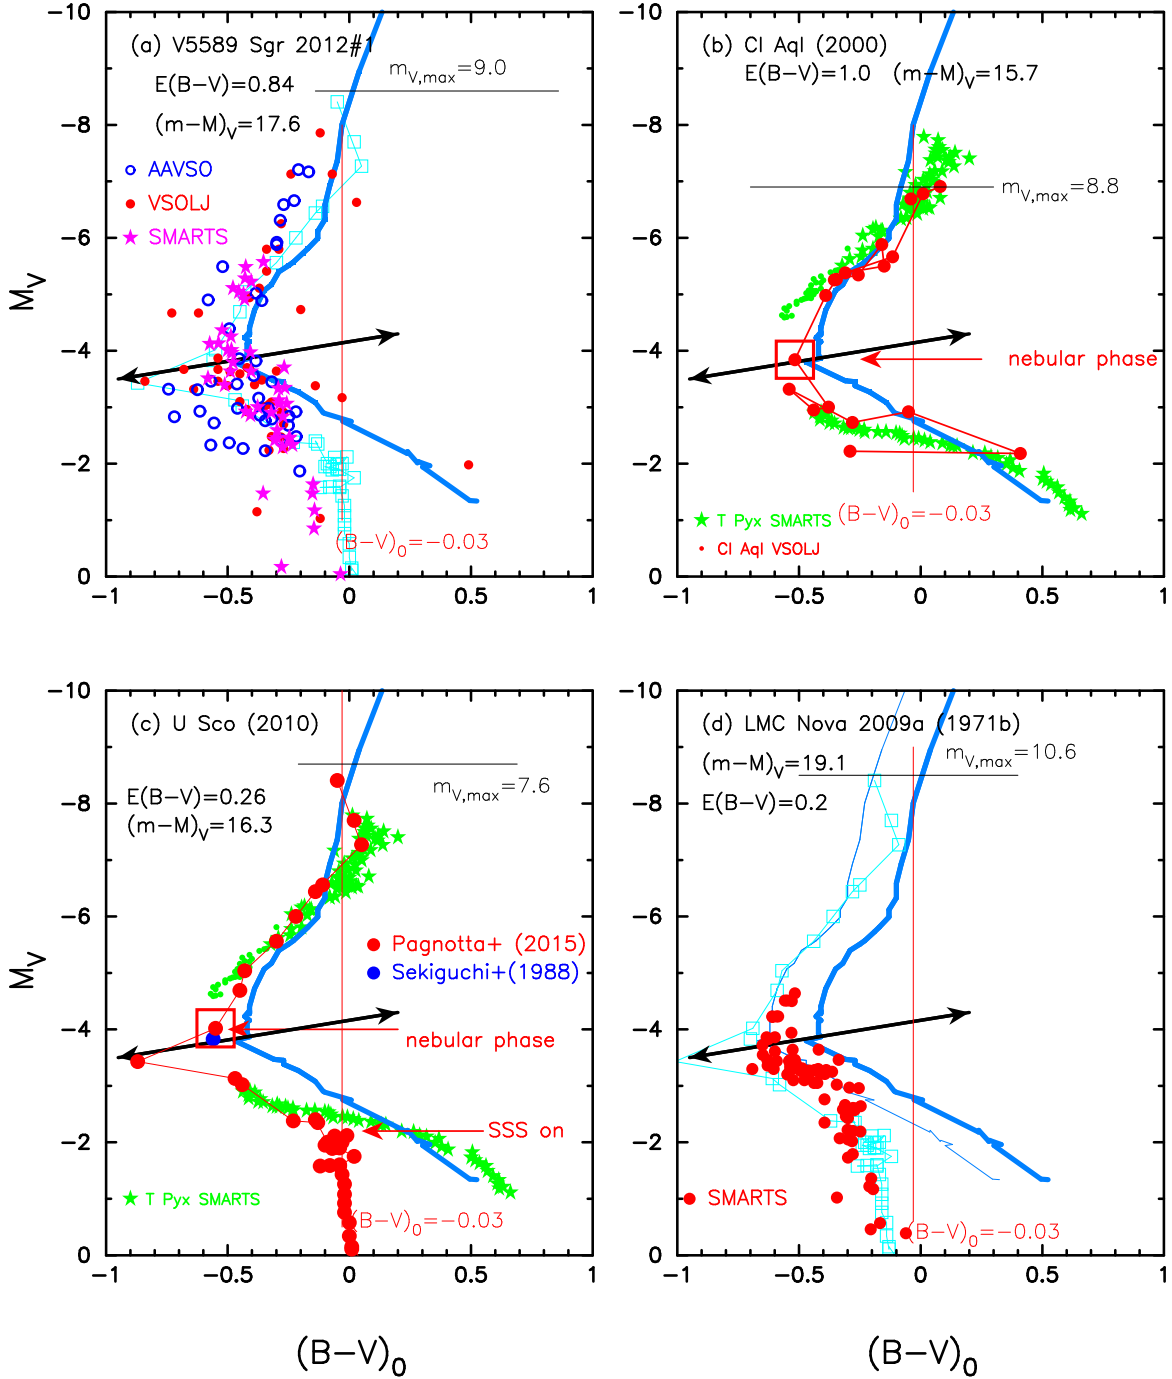 (a) V5589 Sgr 2012#1
m_V,max=9.0
E(B−V)=0.84
(m−M)_V=17.6
AAVSO
VSOLJ
SMARTS
(B−V)_0=−0.03
−10
−8
−6
−4
−2
0
M_V
−1
−0.5
0
0.5
1
(b) CI Aql (2000)
E(B−V)=1.0 (m−M)_V=15.7
m_V,max=8.8
nebular phase
T Pyx SMARTS
(B−V)_0=−0.03
CI Aql VSOLJ
−10
−8
−6
−4
−2
0
−1
−0.5
0
0.5
1
(c) U Sco (2010)
m_V,max=7.6
E(B−V)=0.26
(m−M)_V=16.3
Pagnotta+ (2015)
Sekiguchi+(1988)
nebular phase
SSS on
T Pyx SMARTS
(B−V)_0=−0.03
−10
−8
−6
−4
−2
0
M_V
−1
−0.5
0
0.5
1
(B−V)_0
(d) LMC Nova 2009a (1971b)
m_V,max=10.6
(m−M)_V=19.1
E(B−V)=0.2
SMARTS
(B−V)_0=−0.03
−10
−8
−6
−4
−2
0
−1
−0.5
0
0.5
1
(B−V)_0